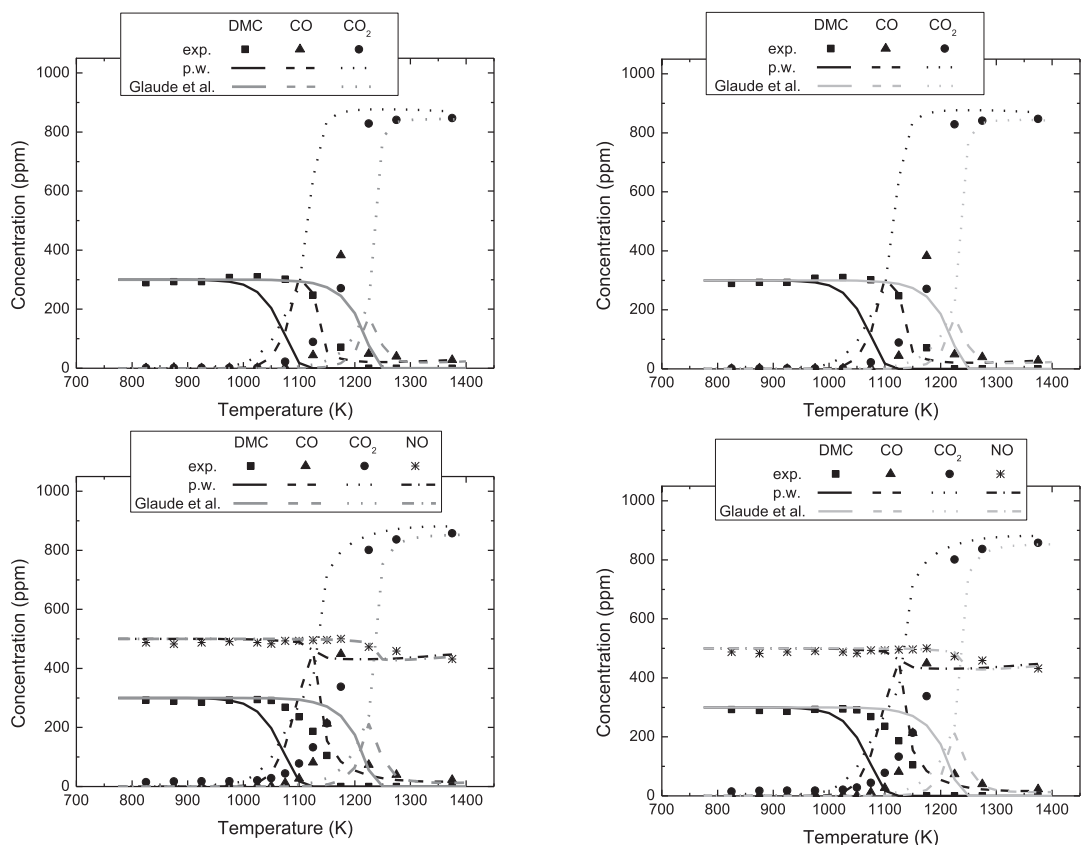 DMC CO CO2
exp.
p.w.
Glaude et al.
1000
800
600
400
200
0
Concentration (ppm)
700 800 900 1000 1100 1200 1300 1400
Temperature (K)
DMC CO CO2
exp.
p.w.
Glaude et al.
1000
800
600
400
200
0
Concentration (ppm)
700 800 900 1000 1100 1200 1300 1400
Temperature (K)
DMC CO CO2 NO
exp.
p.w.
Glaude et al.
1000
800
600
400
200
0
Concentration (ppm)
700 800 900 1000 1100 1200 1300 1400
Temperature (K)
DMC CO CO2 NO
exp.
p.w.
Glaude et al.
1000
800
600
400
200
0
Concentration (ppm)
700 800 900 1000 1100 1200 1300 1400
Temperature (K)